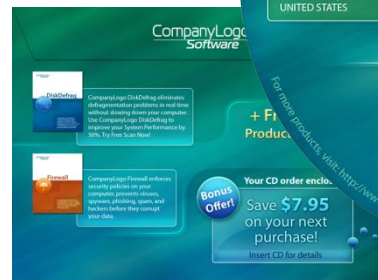 UNITED STATES
CompanyLogo
Software
DiskDefrag
CompanyLogo DiskDefrag eliminates
defragmentation problems in real time
without slowing down your computer.
Use CompanyLogo DiskDefrag to
improve your System Performance by
50%. Try Free Scan Now!
+ Fr
Produc
For more products, visit: http://ww
Firewall
CompanyLogo Firewall enforces
security policies on your
computer, prevents viruses,
spyware, phishing, spam, and
hackers before they corrupt
your data.
Your CD order enclo
Bonus
Offer!
Save $7.95
on your next
purchase!
Insert CD for details